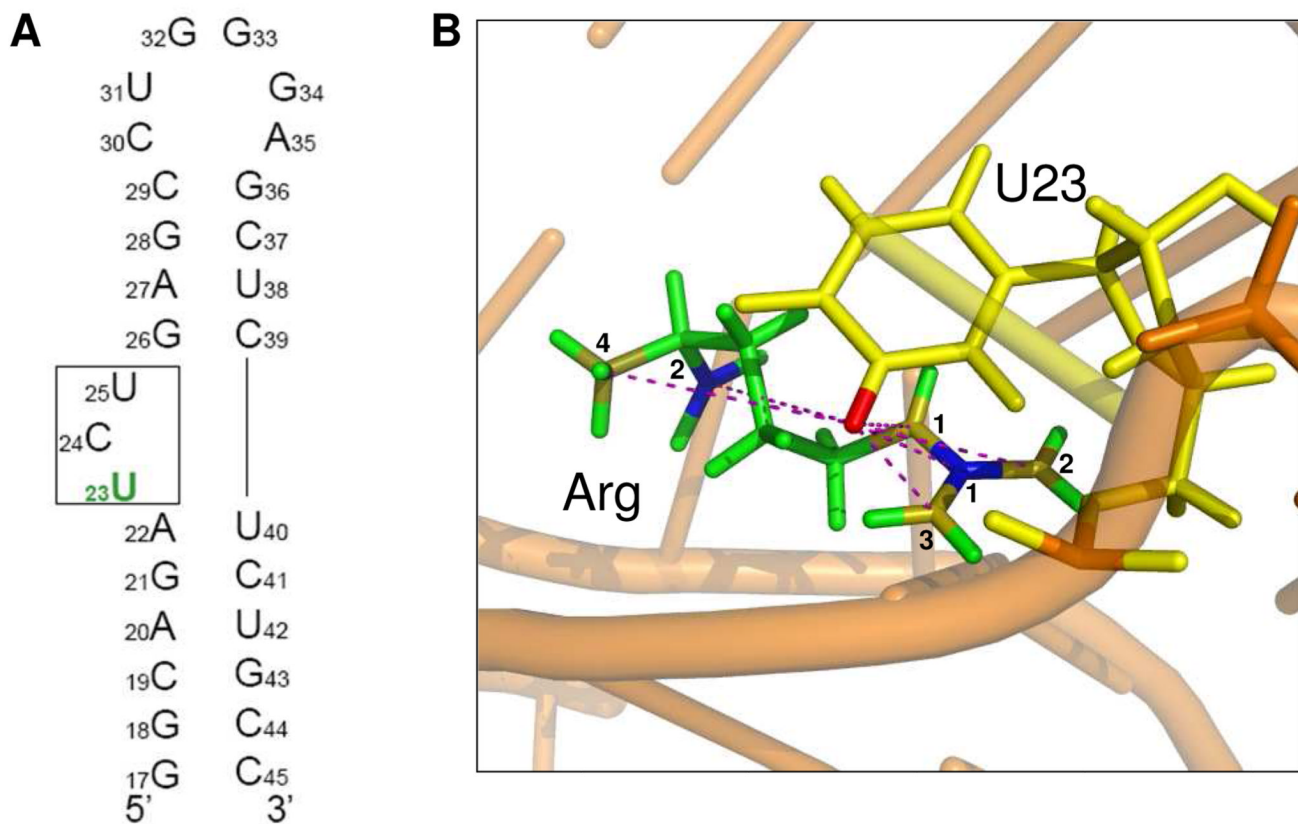 A
32G G33
31U G34
30C A35
29C G36
28G C37
27A U38
26G C39
25U
24C
23U
22A U40
21G C41
20A U42
19C G43
18G C44
17G C45
5’ 3’
B
U23
4
2
1
2
1
Arg
3